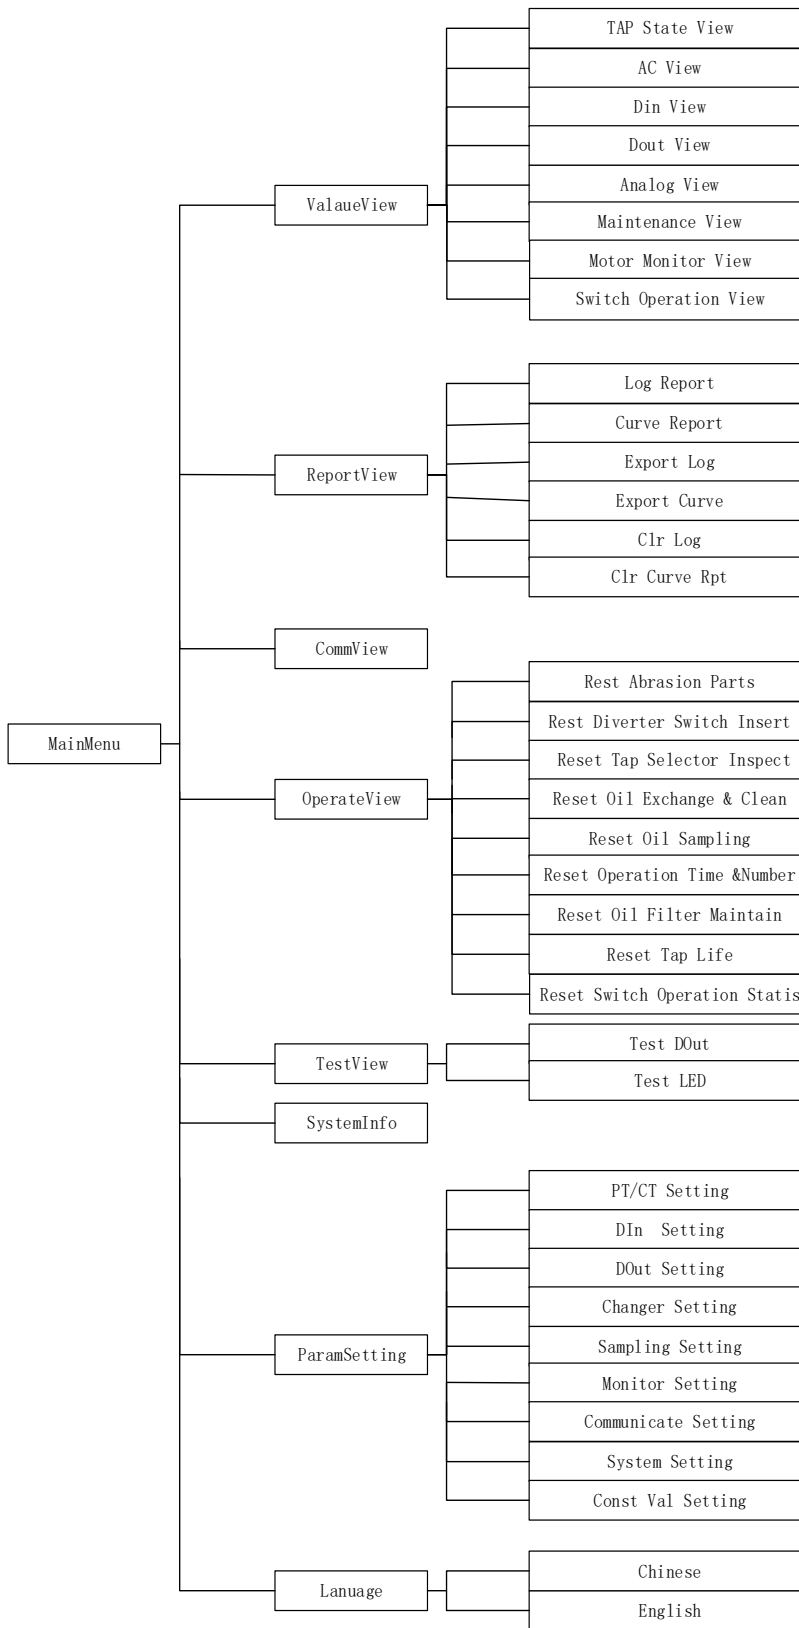 MainMenu
ValaueView
TAP State View
AC View
Din View
Dout View
Analog View
Maintenance View
Motor Monitor View
Switch Operation View
ReportView
Log Report
Curve Report
Export Log
Export Curve
Clr Log
Clr Curve Rpt
CommView
OperateView
Rest Abrasion Parts
Rest Diverter Switch Insert
Reset Tap Selector Inspect
Reset Oil Exchange & Clean
Reset Oil Sampling
Reset Operation Time &Number
Reset Oil Filter Maintain
Reset Tap Life
Reset Switch Operation Statis
TestView
Test DOut
Test LED
SystemInfo
ParamSetting
PT/CT Setting
DIn  Setting
DOut Setting
Changer Setting
Sampling Setting
Monitor Setting
Communicate Setting
System Setting
Const Val Setting
Lanuage
Chinese
English